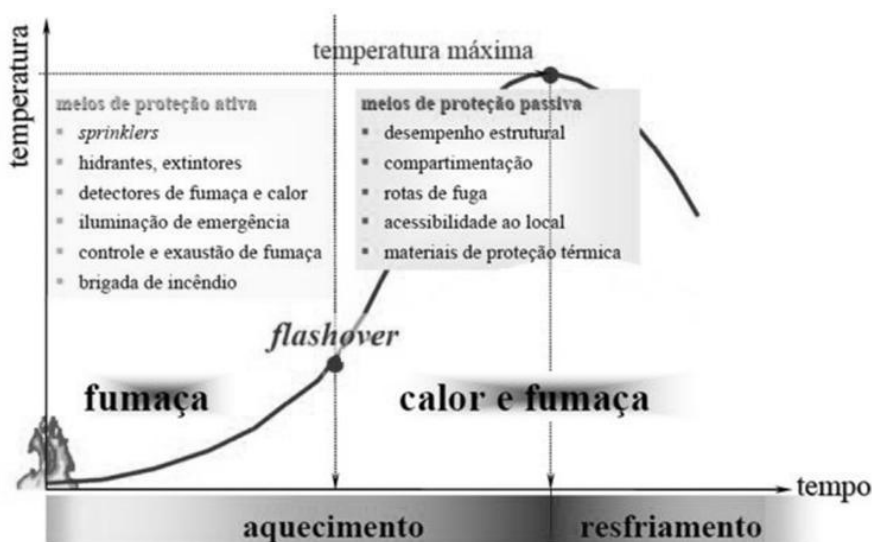 temperatura
temperatura máxima
meios de proteção ativa
sprinklers
hidrantes, extintores
detectores de fumaça e calor
iluminação de emergência
controle e exaustão de fumaça
brigada de incêndio
meios de proteção passiva
desempenho estrutural
compartimentação
rotas de fuga
acessibilidade ao local
materiais de proteção térmica
flashover
fumaça
calor e fumaça
tempo
aquecimento
resfriamento